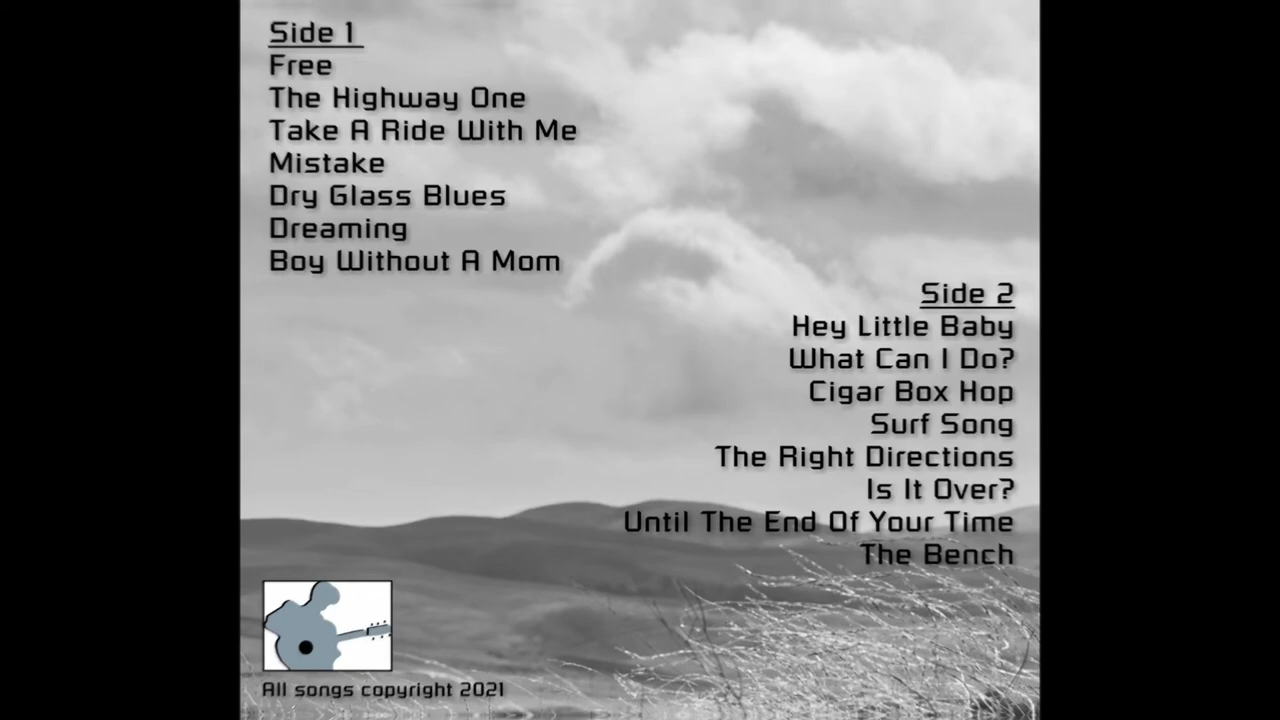 Side 1
Free
The Highway One
Take A Ride With Me
Mistake
Dry Glass Blues
Dreaming
Boy Without A Mom
Side 2
Hey Little Baby
What Can I Do?
Cigar Box Hop
Surf Song
The Right Directions
Is It Over?
Until The End Of Your Time
The Bench
All songs copyright 2021